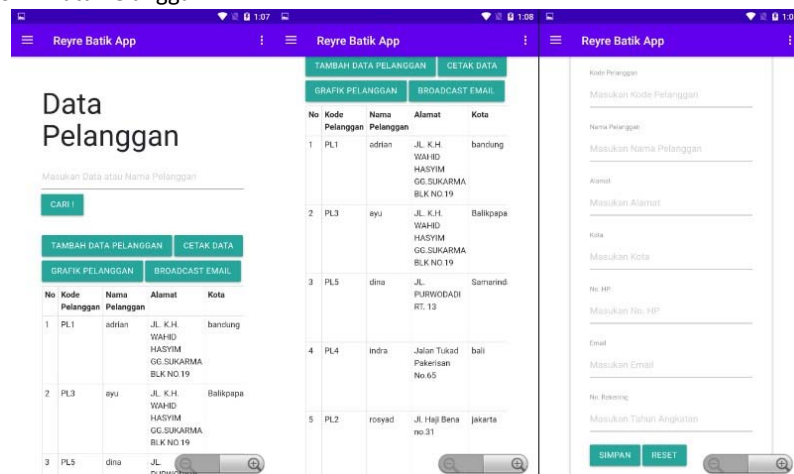 1:07
Reyre Batik App
Data
Pelanggan
Masukan Data atau Nama Pelanggan
CARI !
TAMBAH DATA PELANGGAN
CETAK DATA
GRAFIK PELANGGAN
BROADCAST EMAIL
No Kode Pelanggan Nama Pelanggan Alamat Kota
1 PL1 adrian JL. K.H. bandung
WAHID
HASYIM
GG.SUKARMA
BLK NO.19
2 PL3 ayu JL. K.H. Balikpapa
WAHID
HASYIM
GG.SUKARMA
BLK NO.19
3 PL5 dina JL.
1:08
Reyre Batik App
TAMBAH DATA PELANGGAN
CETAK DATA
GRAFIK PELANGGAN
BROADCAST EMAIL
No Kode Pelanggan Nama Pelanggan Alamat Kota
1 PL1 adrian JL. K.H. bandung
WAHID
HASYIM
GG.SUKARMA
BLK NO.19
2 PL3 ayu JL. K.H. Balikpapa
WAHID
HASYIM
GG.SUKARMA
BLK NO.19
3 PL5 dina JL. Samarind
PURWODADI
RT. 13
4 PL4 indra Jalan Tukad bali
Pakerisan
No.65
5 PL2 rosyad Jl. Haji Bena jakarta
no.31
Reyre Batik App
Kode Pelanggan
Masukan Kode Pelanggan
Nama Pelanggan
Masukan Nama Pelanggan
Alamat
Masukan Alamat
Kota
Masukan Kota
No. HP
Masukan No. HP
Email
Masukan Email
No. Rekening
Masukan Tahun Angkatan
SIMPAN
RESET